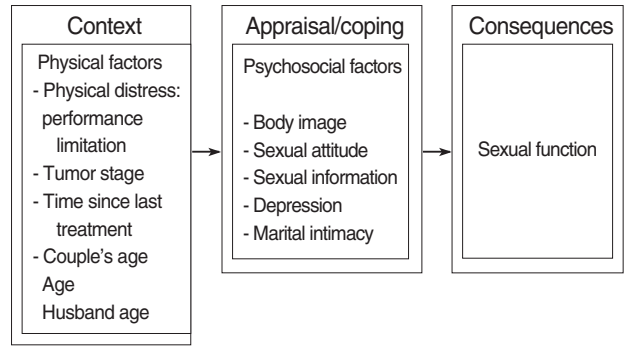 Context
Physical factors
- Physical distress:
performance
limitation
- Tumor stage
- Time since last
treatment
- Couple's age
Age
Husband age
Appraisal/coping
Psychosocial factors
- Body image
- Sexual attitude
- Sexual information
- Depression
- Marital intimacy
Consequences
Sexual function